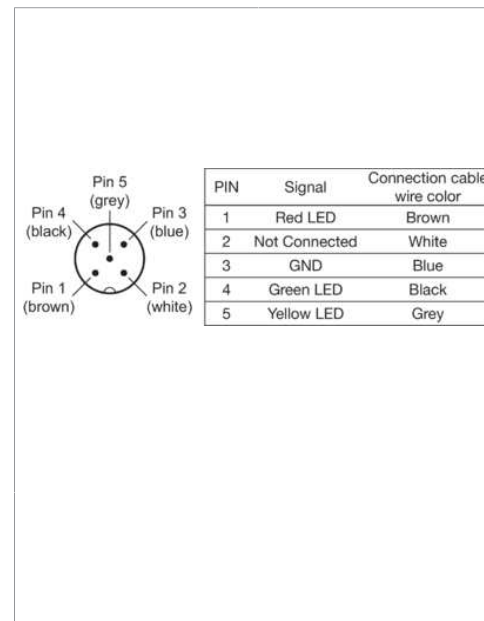 Pin 5
(grey)
Pin 4
(black)
Pin 3
(blue)
Pin 1
(brown)
Pin 2
(white)
PIN Signal Connection cable
wire color
1 Red LED Brown
2 Not Connected White
3 GND Blue
4 Green LED Black
5 Yellow LED Grey